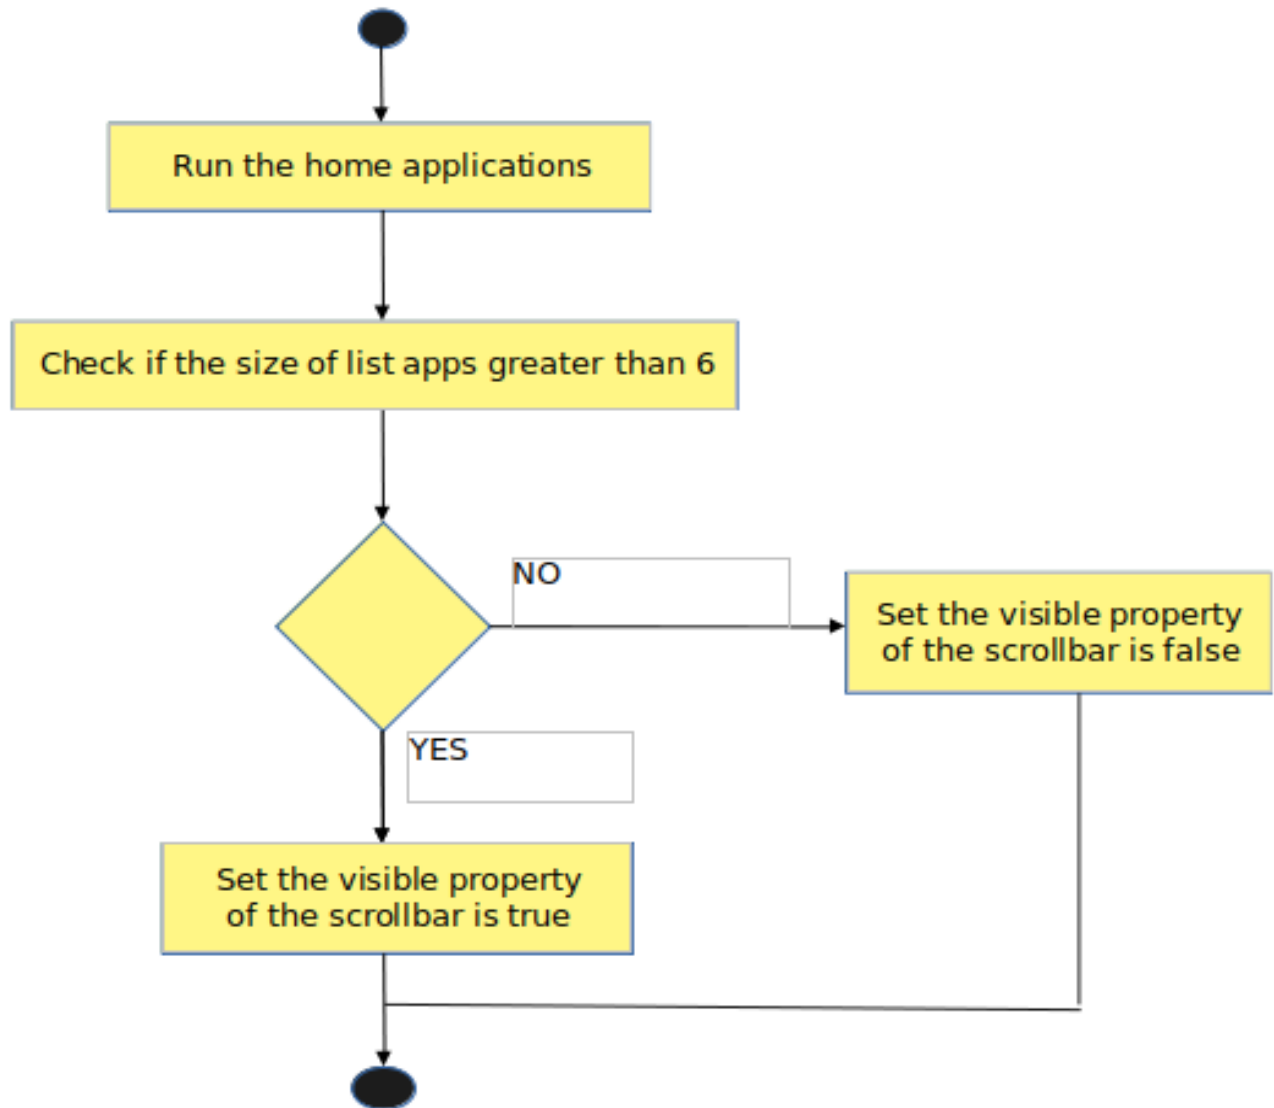 Run the home applications
Check if the size of list apps greater than 6
NO
Set the visible property
of the scrollbar is false
YES
Set the visible property
of the scrollbar is true